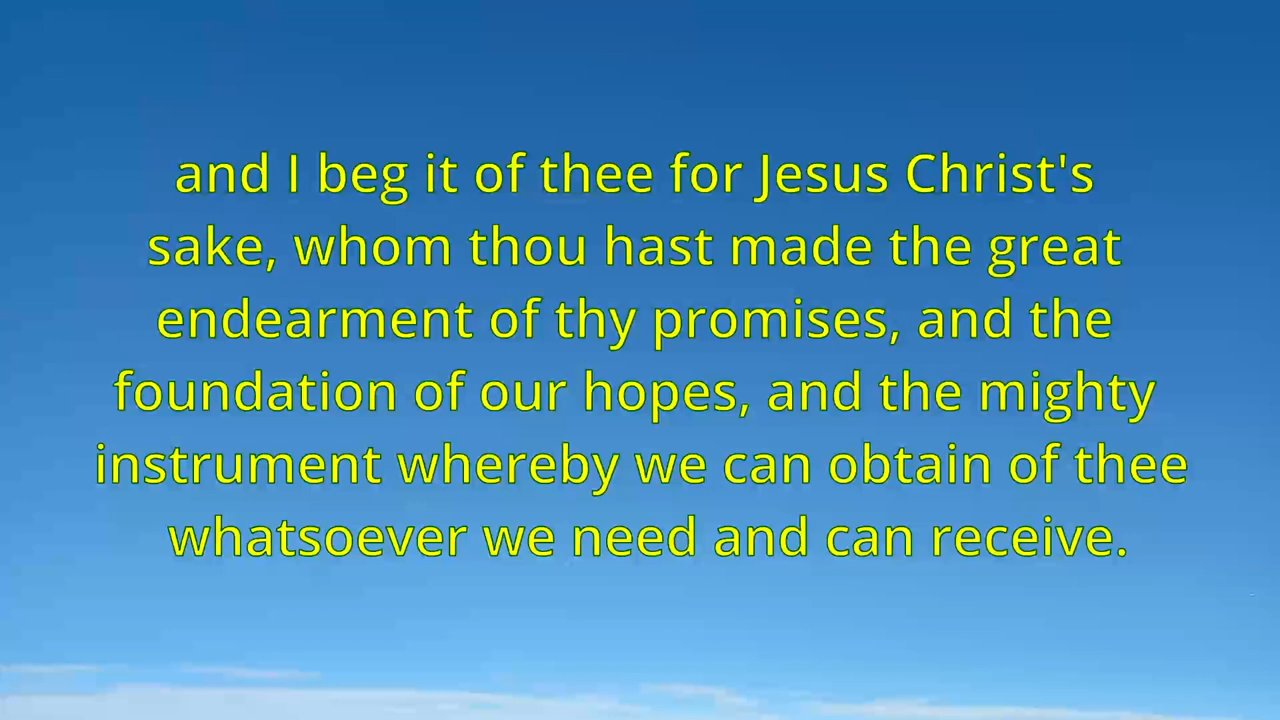 and I beg it of thee for Jesus Christ's
sake, whom thou hast made the great
endearment of thy promises, and the
foundation of our hopes, and the mighty
instrument whereby we can obtain of thee
whatsoever we need and can receive.